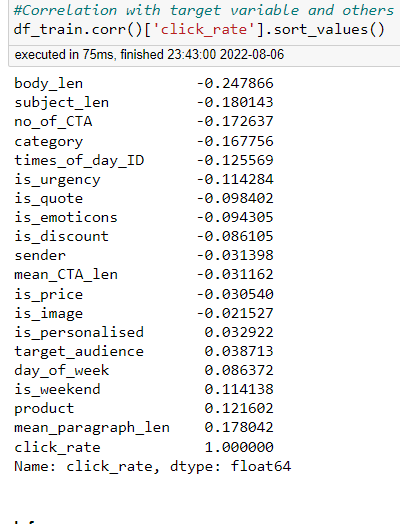 #Correlation with target variable and others
df_train.corr()['click_rate'].sort_values()
executed in 75ms, finished 23:43:00 2022-08-06
body_len -0.247866
subject_len -0.180143
no_of_CTA -0.172637
category -0.167756
times_of_day_ID -0.125569
is_urgency -0.114284
is_quote -0.098402
is_emoticons -0.094305
is_discount -0.086105
sender -0.031398
mean_CTA_len -0.031162
is_price -0.030540
is_image -0.021527
is_personalised 0.032922
target_audience 0.038713
day_of_week 0.086372
is_weekend 0.114138
product 0.121602
mean_paragraph_len 0.178042
click_rate 1.000000
Name: click_rate, dtype: float64